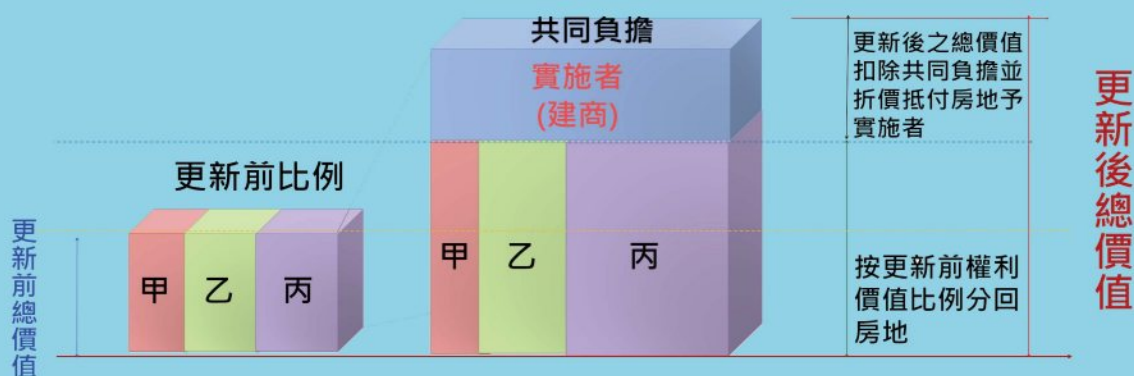 共同負擔
實施者
(建商)
更新後之總價值
扣除共同負擔並
折價抵付房地予
實施者
更新後總價值
更新前比例
更新前總價值
甲
乙
丙
甲
乙
丙
按更新前權利
價值比例分回
房地